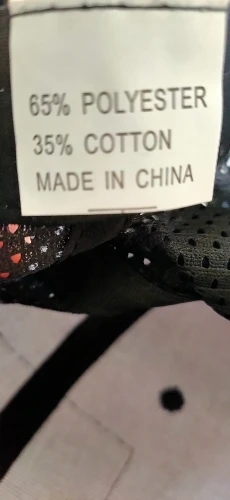 65% POLYESTER
35% COTTON
MADE IN CHINA